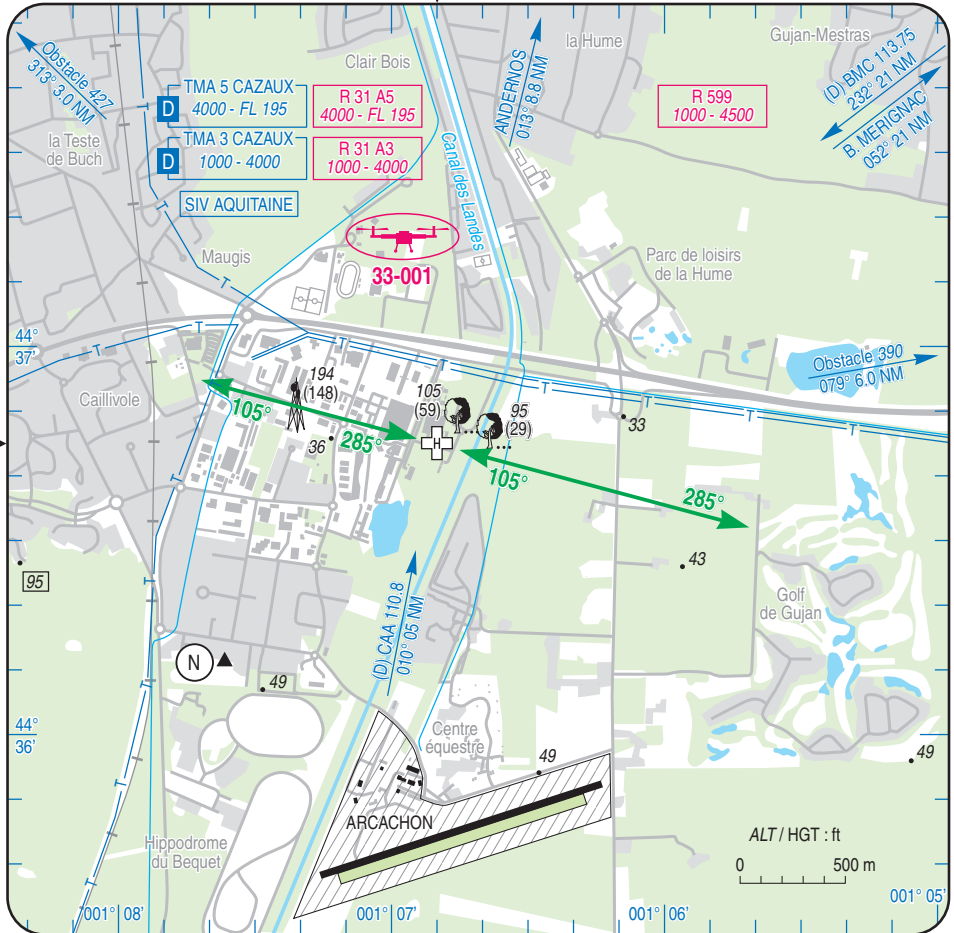 Obstacle 427
313° 3.0 NM
Clair Bois
la Hume
Gujan-Mestras
(D) BMC 113.75
232° 21 NM
B. MERIGNAC
052° 21 NM
ANDERNOS
013° 8.8 NM
D
TMA 5 CAZAUX
4000 - FL 195
R 31 A5
4000 - FL 195
R 599
1000 - 4500
la Teste
de Buch
D
TMA 3 CAZAUX
1000 - 4000
R 31 A3
1000 - 4000
Canal des Landes
SIV AQUITAINE
Maugis
33-001
Parc de loisirs
de la Hume
T
T
T
T
T
T
T
T
T
T
T
T
44°
37'
Obstacle 390
079° 6.0 NM
Caillivole
194
(148)
105
(59)
95
(29)
33
105°
285°
36
H
105°
285°
95
43
Golf
de Gujan
(D) CAA 110.8
010° 05 NM
N
49
44°
36'
Centre
équestre
49
49
ARCACHON
Hippodrome
du Bequet
ALT / HGT : ft
0
500 m
001° 08'
001° 07'
001° 06'
001° 05'